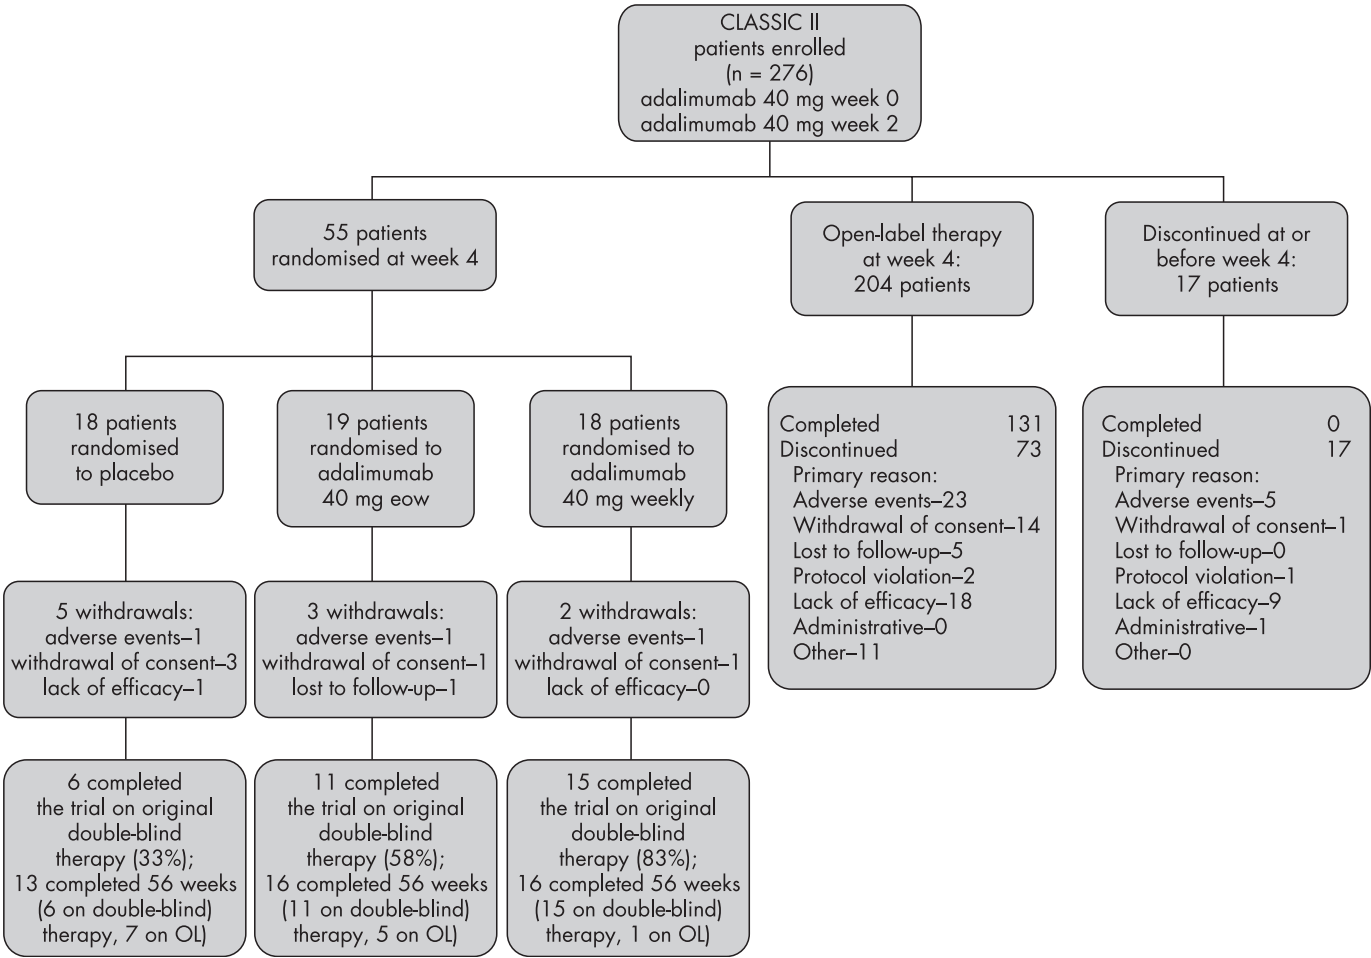 CLASSIC II
patients enrolled
(n = 276)
adalimumab 40 mg week 0
adalimumab 40 mg week 2
55 patients
randomised at week 4
Open-label therapy
at week 4:
204 patients
Discontinued at or
before week 4:
17 patients
18 patients
randomised
to placebo
19 patients
randomised to
adalimumab
40 mg eow
18 patients
randomised to
adalimumab
40 mg weekly
Completed 131
Discontinued 73
Primary reason:
Adverse events–23
Withdrawal of consent–14
Lost to follow-up–5
Protocol violation–2
Lack of efficacy–18
Administrative–0
Other–11
Completed 0
Discontinued 17
Primary reason:
Adverse events–5
Withdrawal of consent–1
Lost to follow-up–0
Protocol violation–1
Lack of efficacy–9
Administrative–1
Other–0
5 withdrawals:
adverse events–1
withdrawal of consent–3
lack of efficacy–1
3 withdrawals:
adverse events–1
withdrawal of consent–1
lost to follow-up–1
2 withdrawals:
adverse events–1
withdrawal of consent–1
lack of efficacy–0
6 completed
the trial on original
double-blind
therapy (33%);
13 completed 56 weeks
(6 on double-blind)
therapy, 7 on OL)
11 completed
the trial on original
double-blind
therapy (58%);
16 completed 56 weeks
(11 on double-blind)
therapy, 5 on OL)
15 completed
the trial on original
double-blind
therapy (83%);
16 completed 56 weeks
(15 on double-blind)
therapy, 1 on OL)